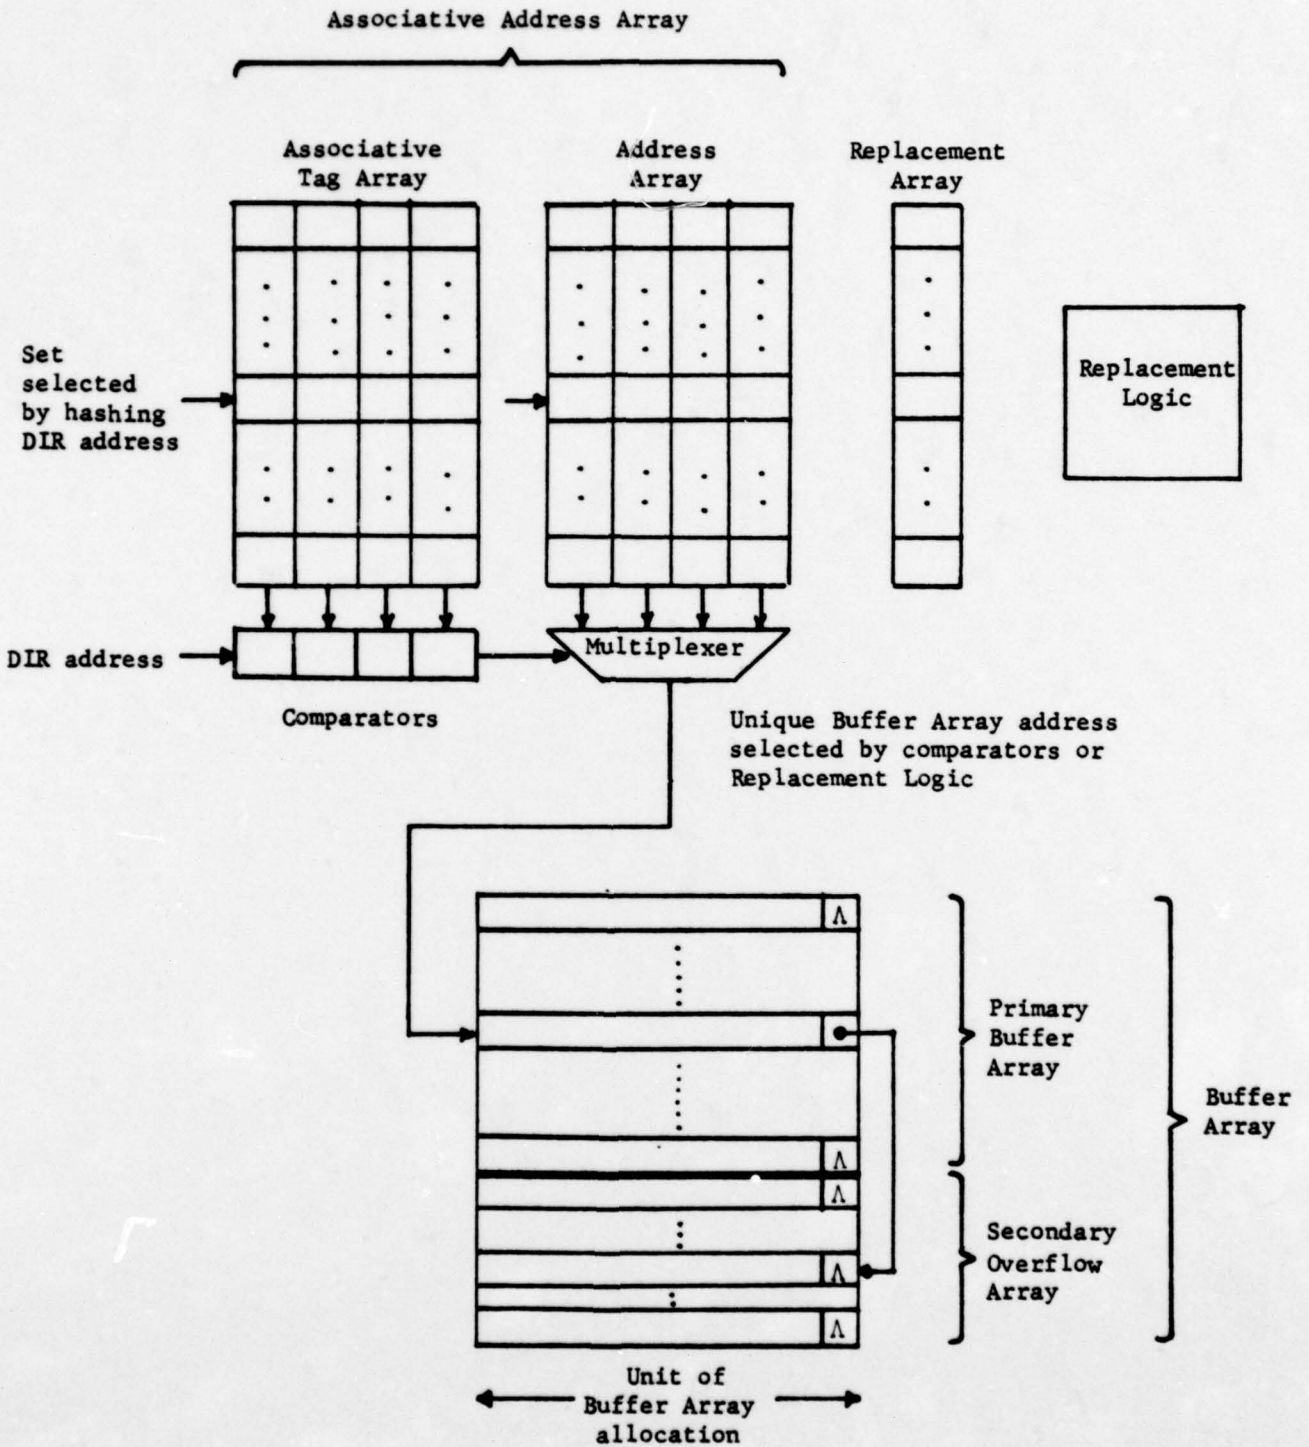 Associative Address Array
Associative
Tag Array
Address
Array
Replacement
Array
Set
selected
by hashing
DIR address
Replacement
Logic
DIR address
Multiplexer
Comparators
Unique Buffer Array address
selected by comparators or
Replacement Logic
Λ
Primary
Buffer
Array
Buffer
Array
Λ
Λ
Secondary
Overflow
Array
Λ
Λ
Unit of
Buffer Array
allocation